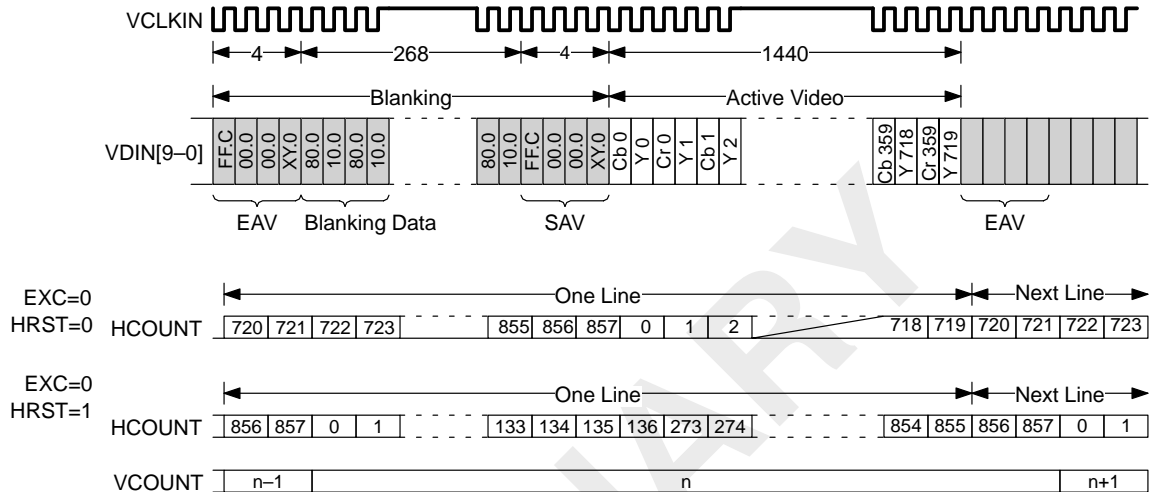 VCLKIN
4 268 4 1440
Blanking Active Video
VDIN[9–0] FF.C 00.0 00.0 XY.0 80.0 10.0 80.0 10.0 80.0 10.0 FF.C 00.0 00.0 XY.0 Cb 0 Y 0 Cr 0 Y 1 Cb 1 Y 2 Cb 359 Y 718 Cr 359 Y 719
EAV Blanking Data SAV EAV
EXC=0
HRST=0
One Line Next Line
HCOUNT 720 721 722 723 855 856 857 0 1 2 718 719 720 721 722 723
EXC=0
HRST=1
One Line Next Line
HCOUNT 856 857 0 1 133 134 135 136 273 274 854 855 856 857 0 1
VCOUNT n–1 n n+1